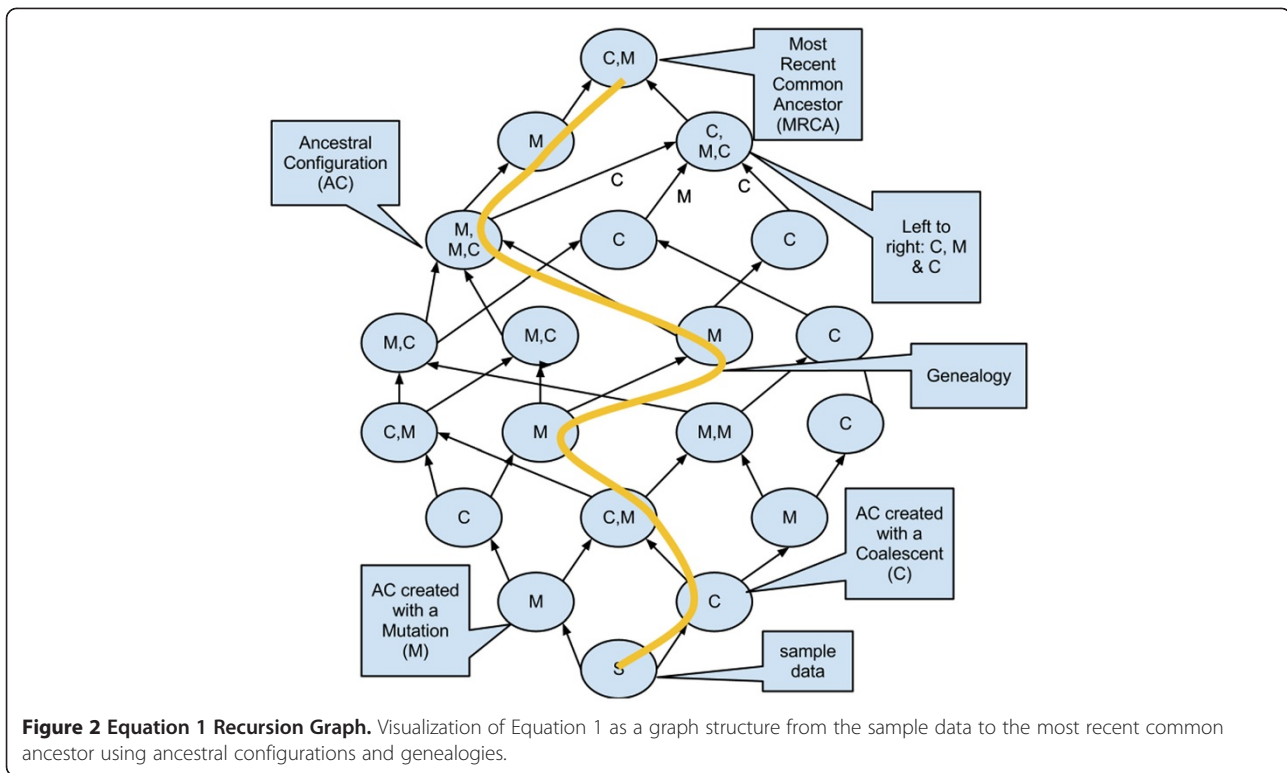 C,M
Most
Recent
Common
Ancestor
(MRCA)
Ancestral
Configuration
(AC)
M
C,
M,C
C
M
C
M,
M,C
C
C
Left to
right: C, M
& C
M,C
M,C
M
C
Genealogy
C,M
M
M,M
C
C
C,M
M
AC created
with a
Coalescent
(C)
AC created
with a
Mutation
(M)
M
C
S
sample
data
Figure 2 Equation 1 Recursion Graph. Visualization of Equation 1 as a graph structure from the sample data to the most recent common
ancestor using ancestral configurations and genealogies.